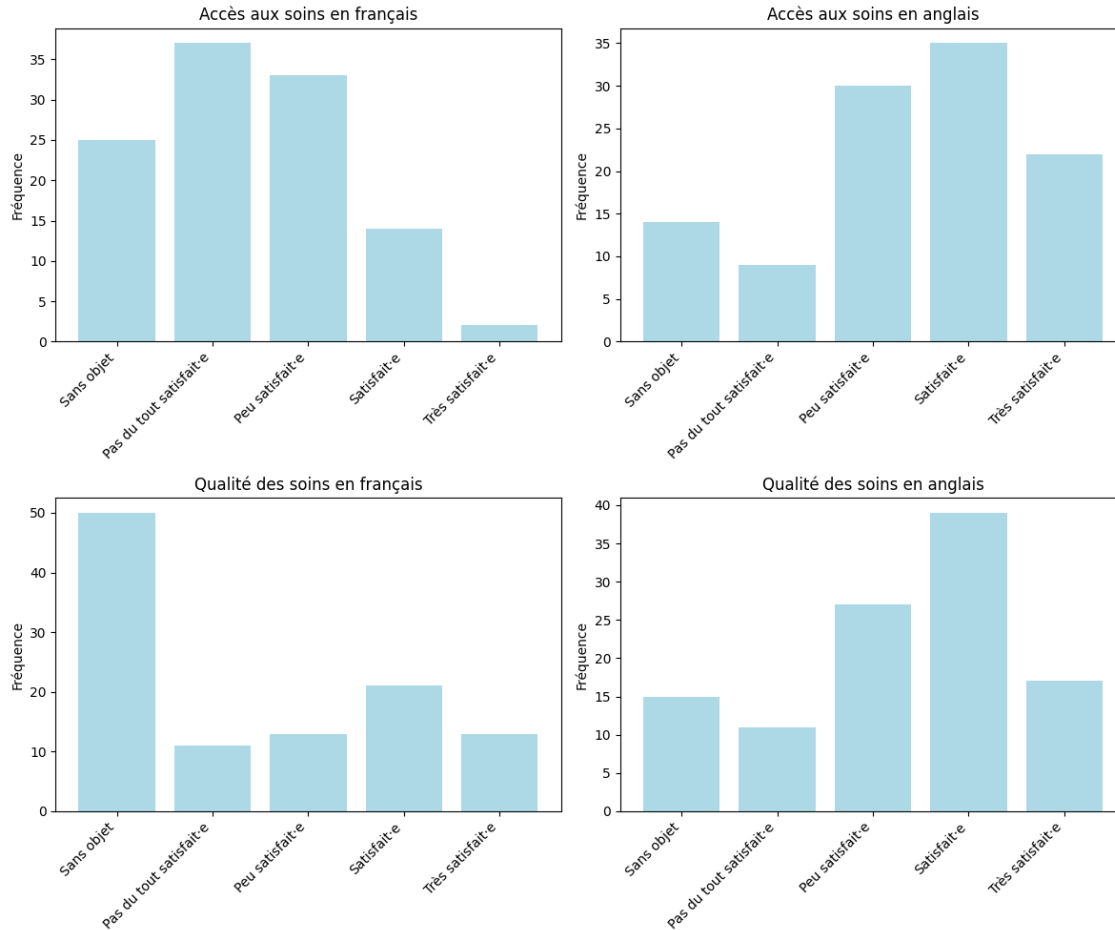 Accès aux soins en français
Fréquence
35
30
25
20
15
10
5
0
Sans objet
Pas du tout satisfait·e
Peu satisfait·e
Satisfait·e
Très satisfait·e
Accès aux soins en anglais
Fréquence
35
30
25
20
15
10
5
0
Sans objet
Pas du tout satisfait·e
Peu satisfait·e
Satisfait·e
Très satisfait·e
Qualité des soins en français
Fréquence
50
40
30
20
10
0
Sans objet
Pas du tout satisfait·e
Peu satisfait·e
Satisfait·e
Très satisfait·e
Qualité des soins en anglais
Fréquence
40
35
30
25
20
15
10
5
0
Sans objet
Pas du tout satisfait·e
Peu satisfait·e
Satisfait·e
Très satisfait·e